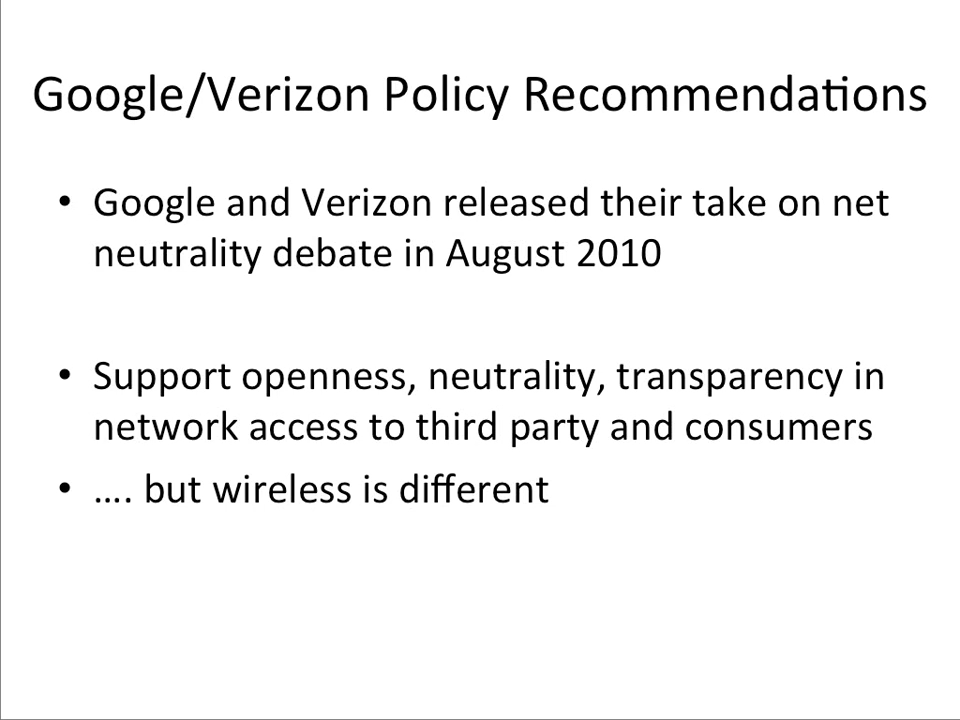 Google/Verizon Policy Recommendations
• Google and Verizon released their take on net
neutrality debate in August 2010
• Support openness, neutrality, transparency in
network access to third party and consumers
• …. but wireless is different